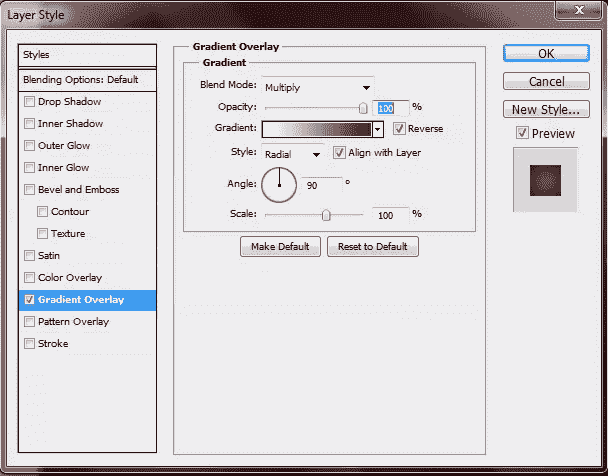 Layer Style
x
Styles
Blending Options: Default
Drop Shadow
Inner Shadow
Outer Glow
Inner Glow
Bevel and Emboss
Contour
Texture
Satin
Color Overlay
Gradient Overlay
Pattern Overlay
Stroke
Gradient Overlay
Gradient
Blend Mode: Multiply
Opacity: 100 %
Gradient: Reverse
Style: Radial Align with Layer
Angle: 90 °
Scale: 100 %
Make Default Reset to Default
OK
Cancel
New Style...
Preview